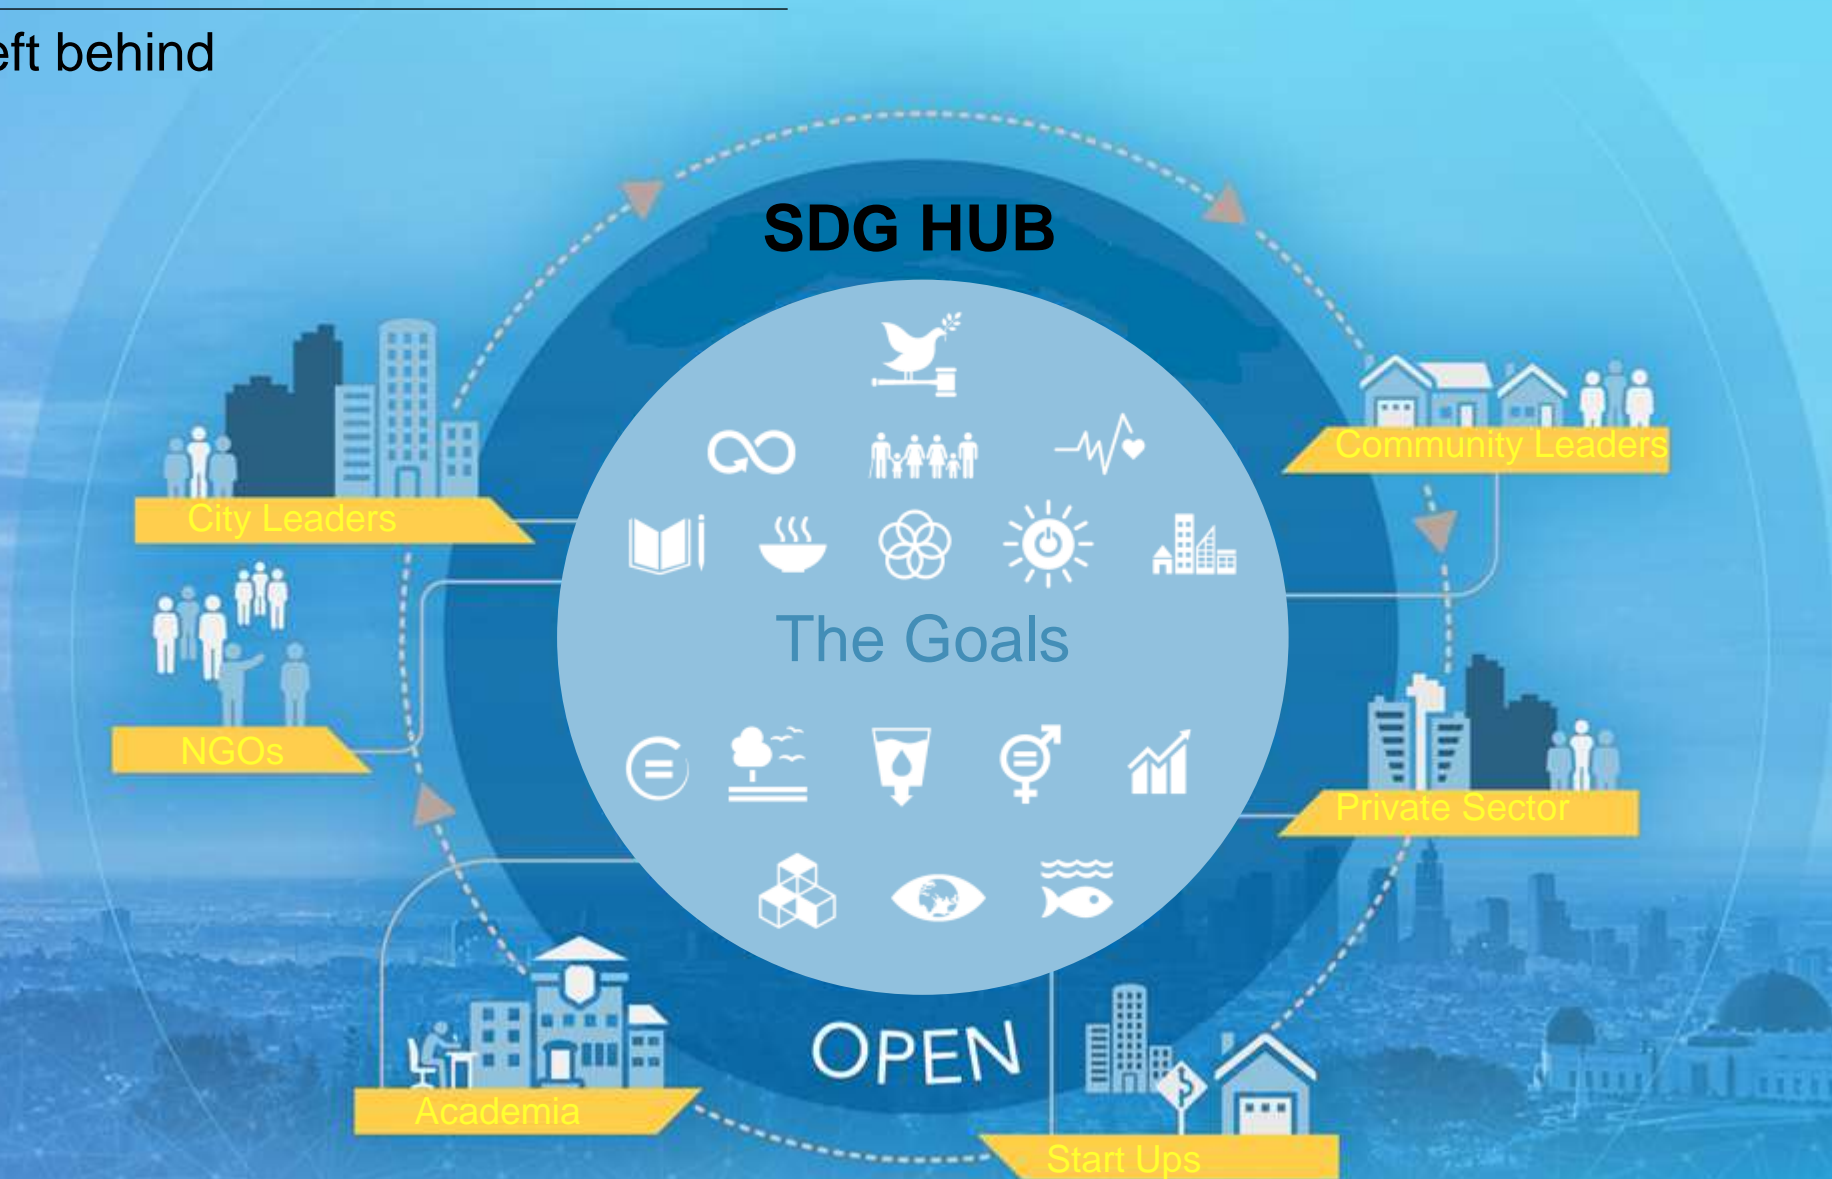 eft behind
SDG HUB
Community Leaders
City Leaders
The Goals
NGOs
Private Sector
OPEN
Academia
Start Ups